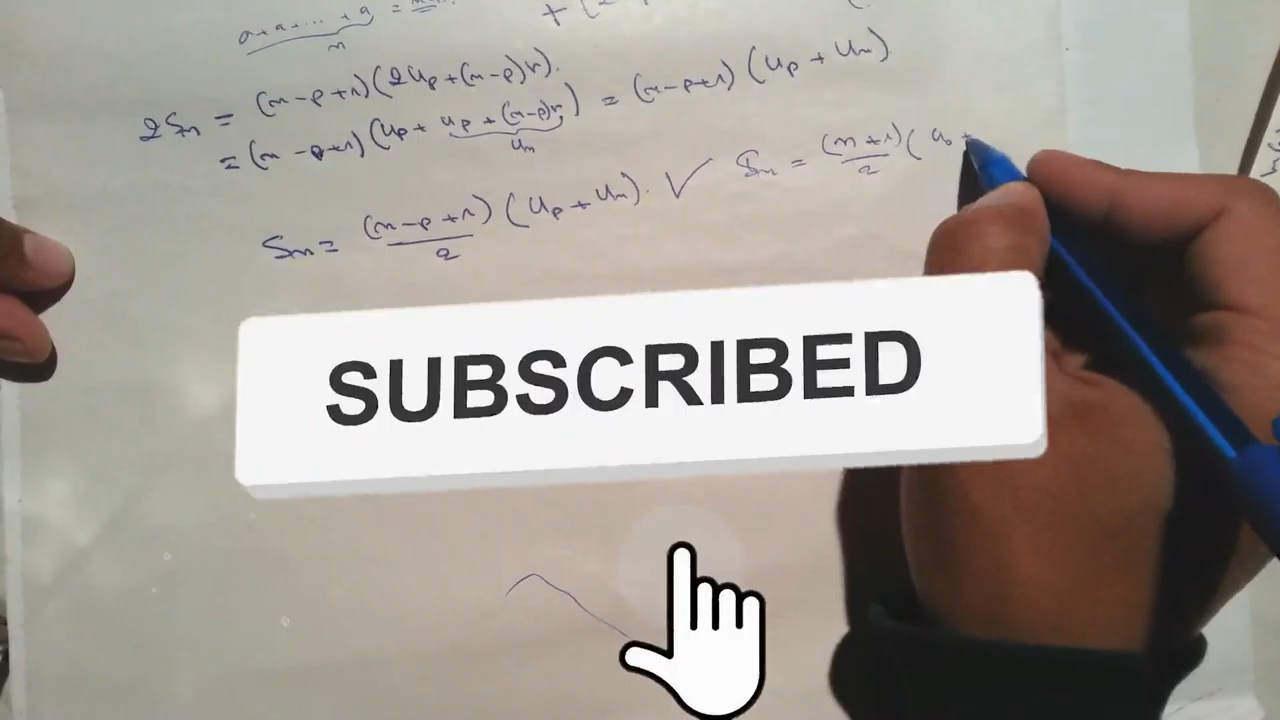 a+a+...+a =
n
2Sn = (n-p+1)(2Up+(n-p)r).
= (n-p+1)(Up + Up + (n-p)r) = (n-p+1)(Up + Un)
Un
Sn = (n-p+1)/2 (Up + Un). ✓ Sn = (n+1)/2 (U0 +
SUBSCRIBED